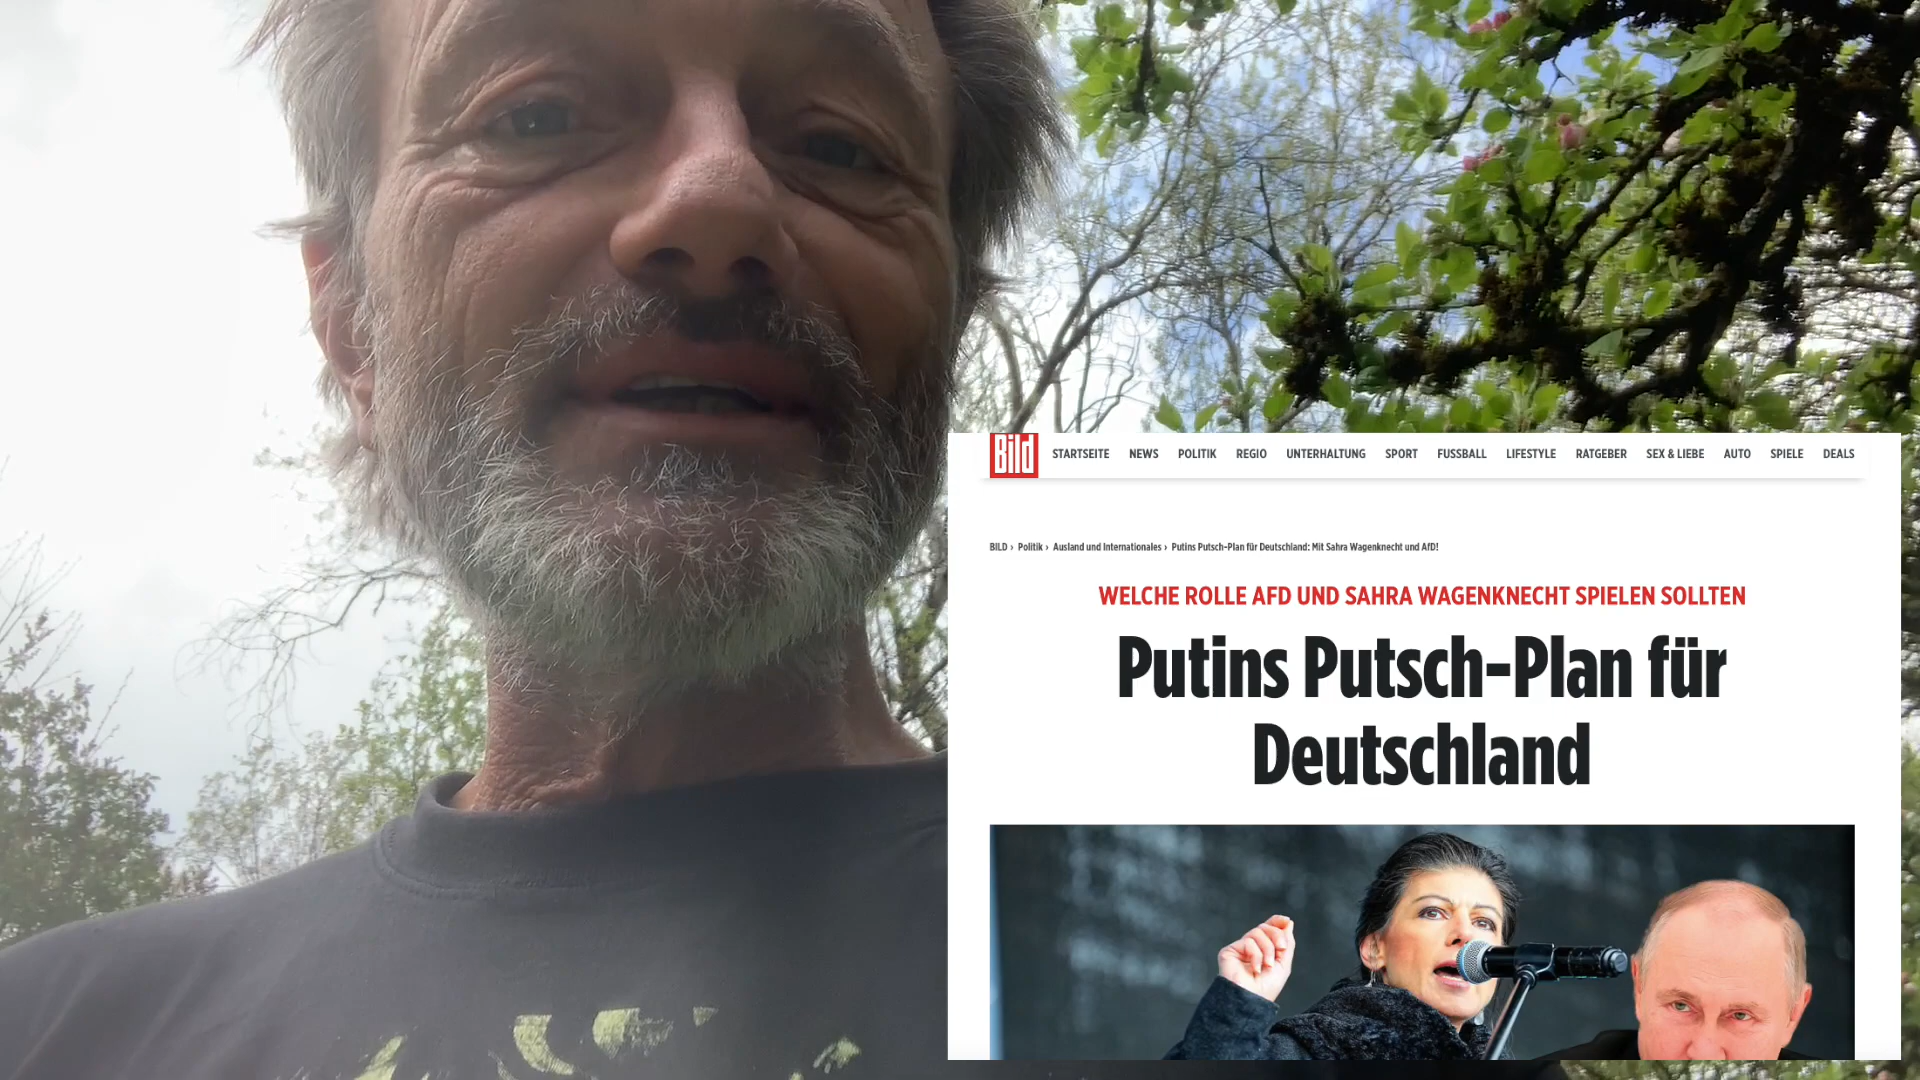 Bild STARTSEITE NEWS POLITIK REGIO UNTERHALTUNG SPORT FUSSBALL LIFESTYLE RATGEBER SEX & LIEBE AUTO SPIELE DEALS
BILD › Politik › Ausland und Internationales › Putins Putsch-Plan für Deutschland: Mit Sahra Wagenknecht und AfD!
WELCHE ROLLE AFD UND SAHRA WAGENKNECHT SPIELEN SOLLTEN
Putins Putsch-Plan für
Deutschland